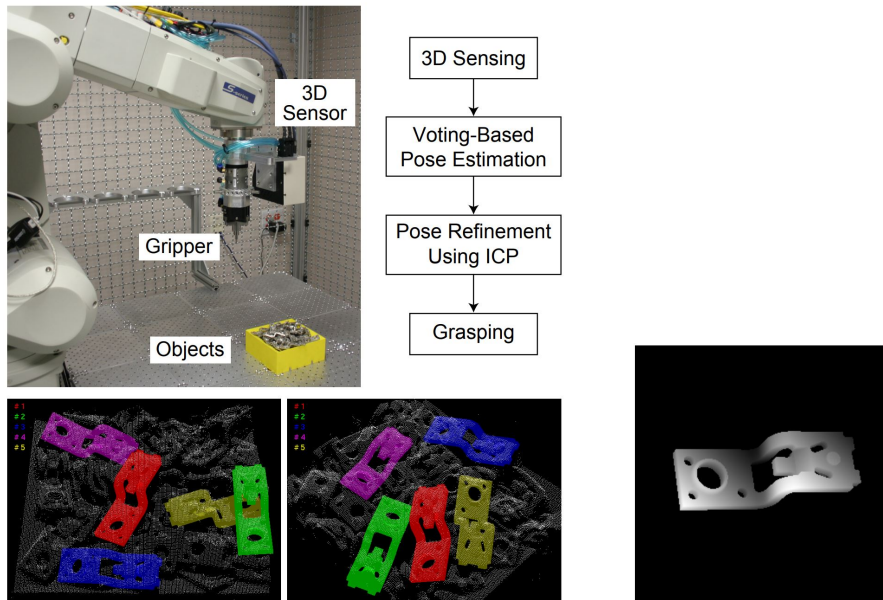 3D
Sensor
Gripper
Objects
3D Sensing
Voting-Based
Pose Estimation
Pose Refinement
Using ICP
Grasping
#1
#2
#3
#4
#5
#1
#2
#3
#4
#5